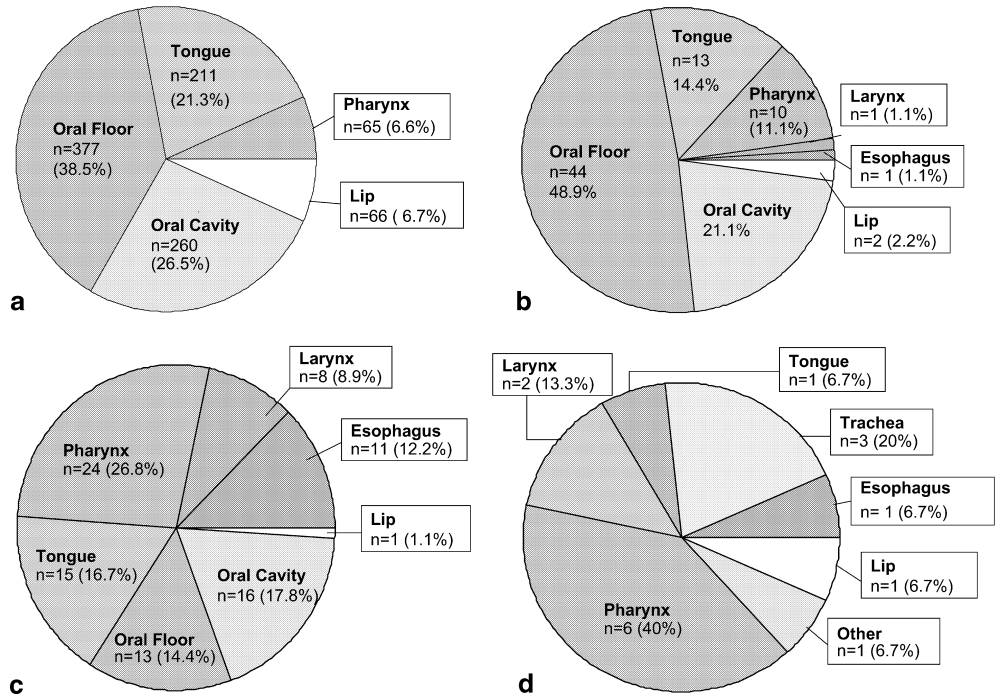 Tongue
n=211
(21.3%)
Pharynx
n=65 (6.6%)
Oral Floor
n=377
(38.5%)
Lip
n=66 ( 6.7%)
Oral Cavity
n=260
(26.5%)
a
Tongue
n=13
14.4%
Pharynx
n=10
(11.1%)
Larynx
n=1 (1.1%)
Oral Floor
n=44
48.9%
Esophagus
n= 1 (1.1%)
Oral Cavity
21.1%
Lip
n=2 (2.2%)
b
Larynx
n=8 (8.9%)
Pharynx
n=24 (26.8%)
Esophagus
n=11 (12.2%)
Lip
n=1 (1.1%)
Tongue
n=15 (16.7%)
Oral Cavity
n=16 (17.8%)
Oral Floor
n=13 (14.4%)
c
Larynx
n=2 (13.3%)
Tongue
n=1 (6.7%)
Trachea
n=3 (20%)
Esophagus
n= 1 (6.7%)
Lip
n=1 (6.7%)
Pharynx
n=6 (40%)
Other
n=1 (6.7%)
d